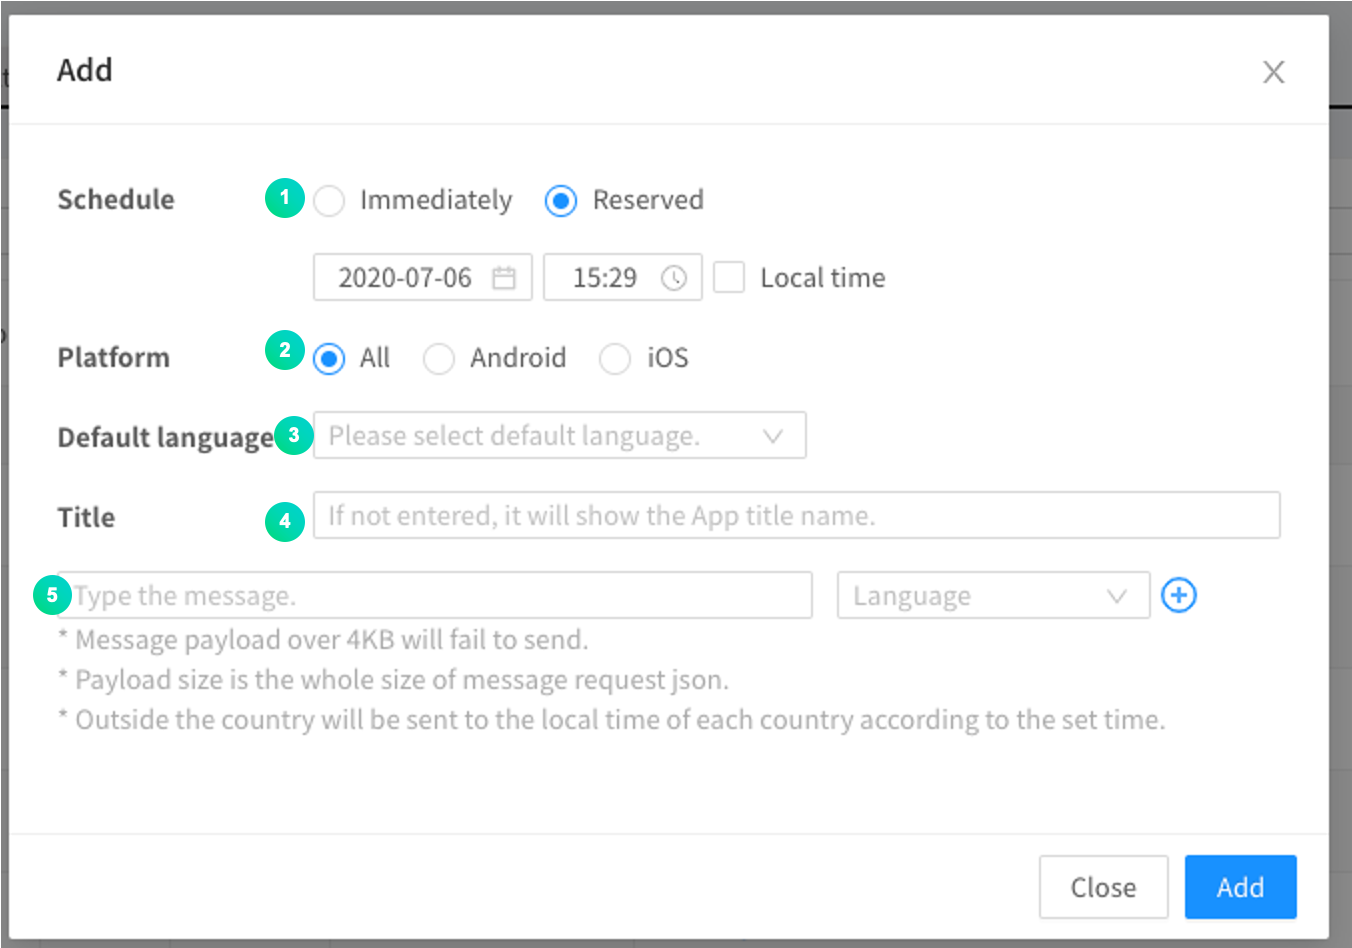 Add
Schedule 1 Immediately Reserved
2020-07-06 15:29 Local time
Platform 2 All Android iOS
Default language 3 Please select default language.
Title 4 If not entered, it will show the App title name.
5 Type the message. Language
* Message payload over 4KB will fail to send.
* Payload size is the whole size of message request json.
* Outside the country will be sent to the local time of each country according to the set time.
Close Add